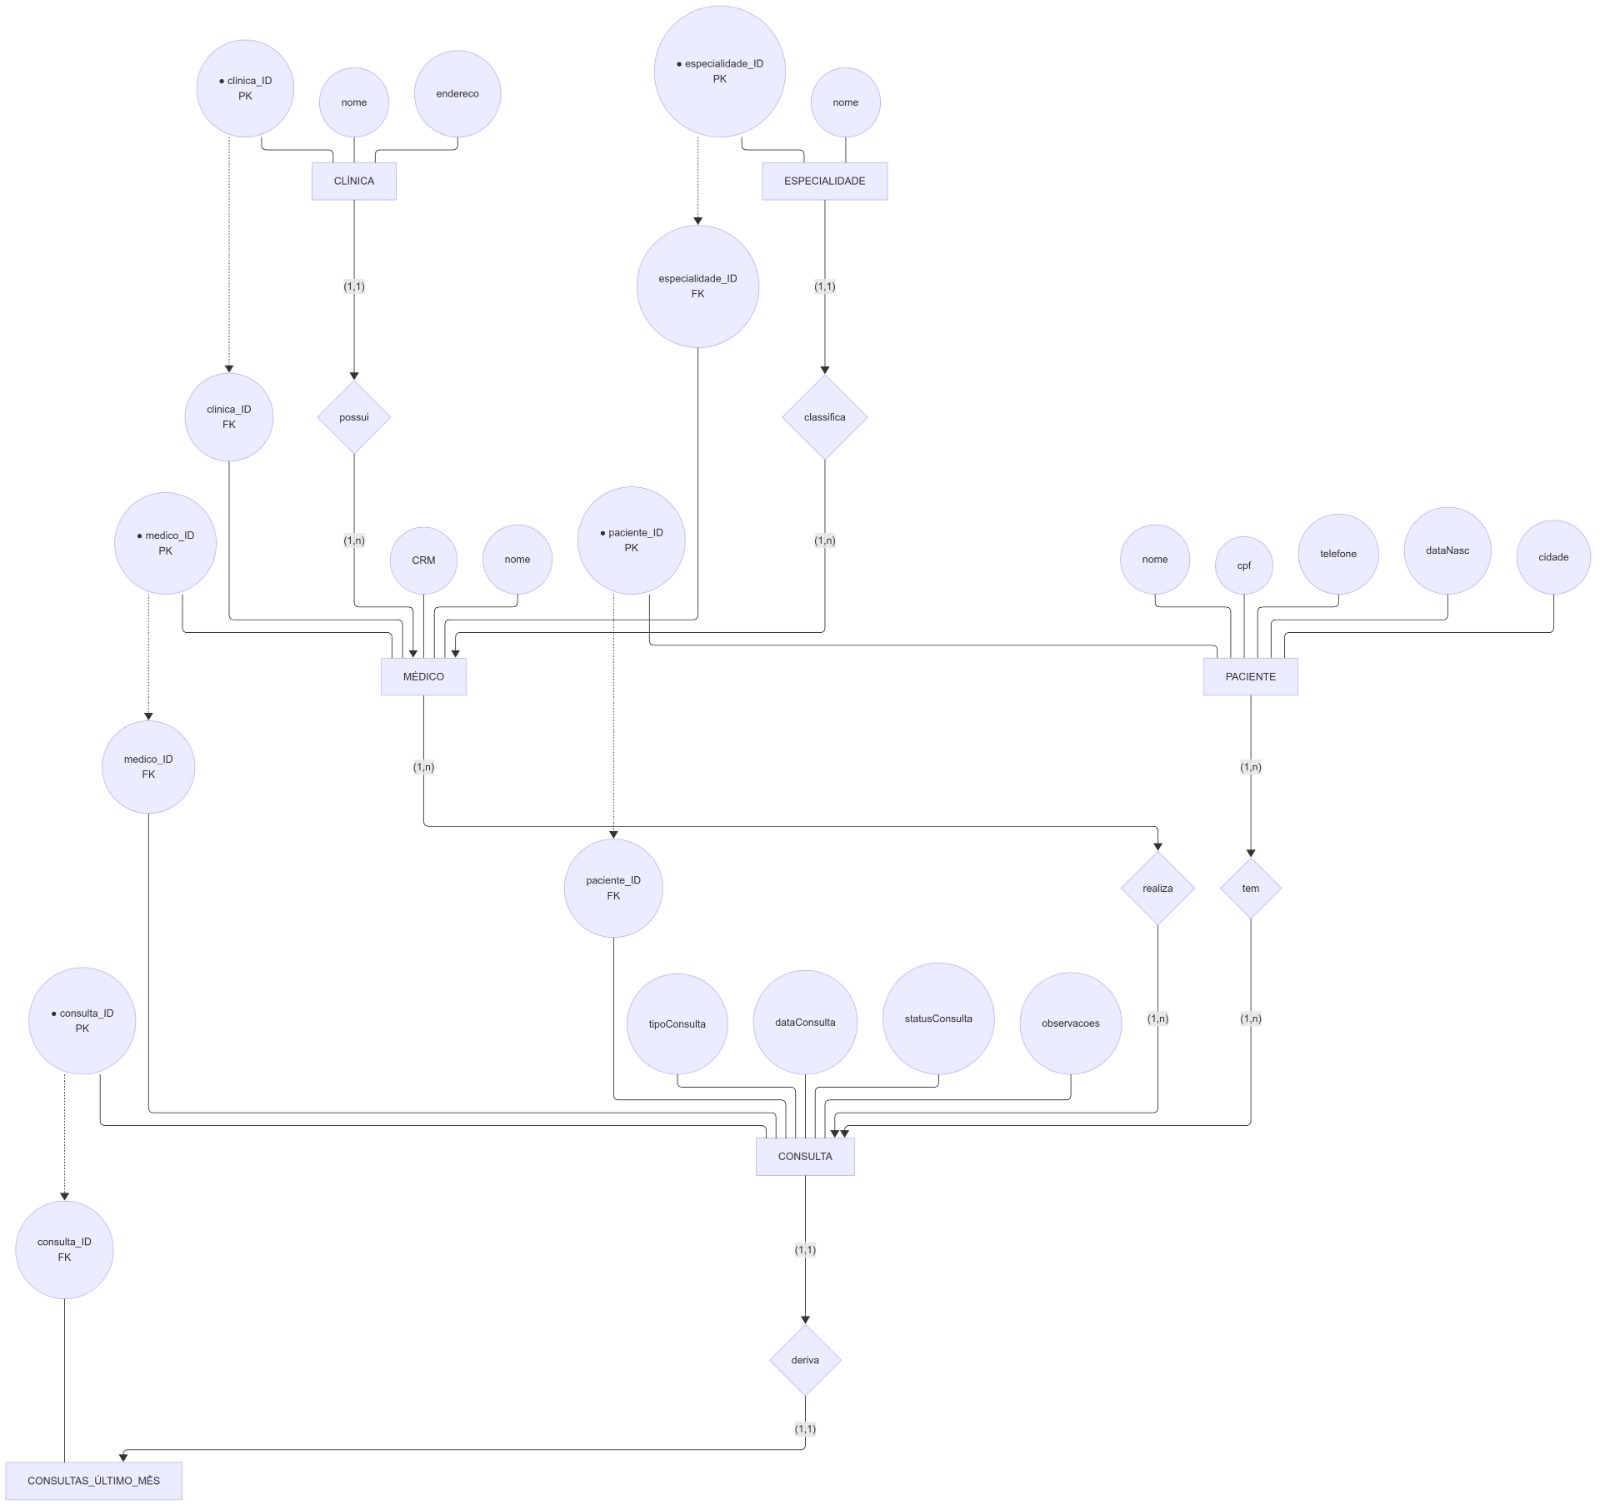 ● clinica_ID
PK
nome
endereco
● especialidade_ID
PK
nome
CLÍNICA
ESPECIALIDADE
(1,1)
especialidade_ID
FK
(1,1)
clinica_ID
FK
possui
classifica
● medico_ID
PK
(1,n)
CRM
nome
● paciente_ID
PK
(1,n)
nome
cpf
telefone
dataNasc
cidade
MÉDICO
PACIENTE
medico_ID
FK
(1,n)
(1,n)
paciente_ID
FK
realiza
tem
● consulta_ID
PK
tipoConsulta
dataConsulta
statusConsulta
observacoes
(1,n)
(1,n)
CONSULTA
consulta_ID
FK
(1,1)
deriva
(1,1)
CONSULTAS_ÚLTIMO_MÊS